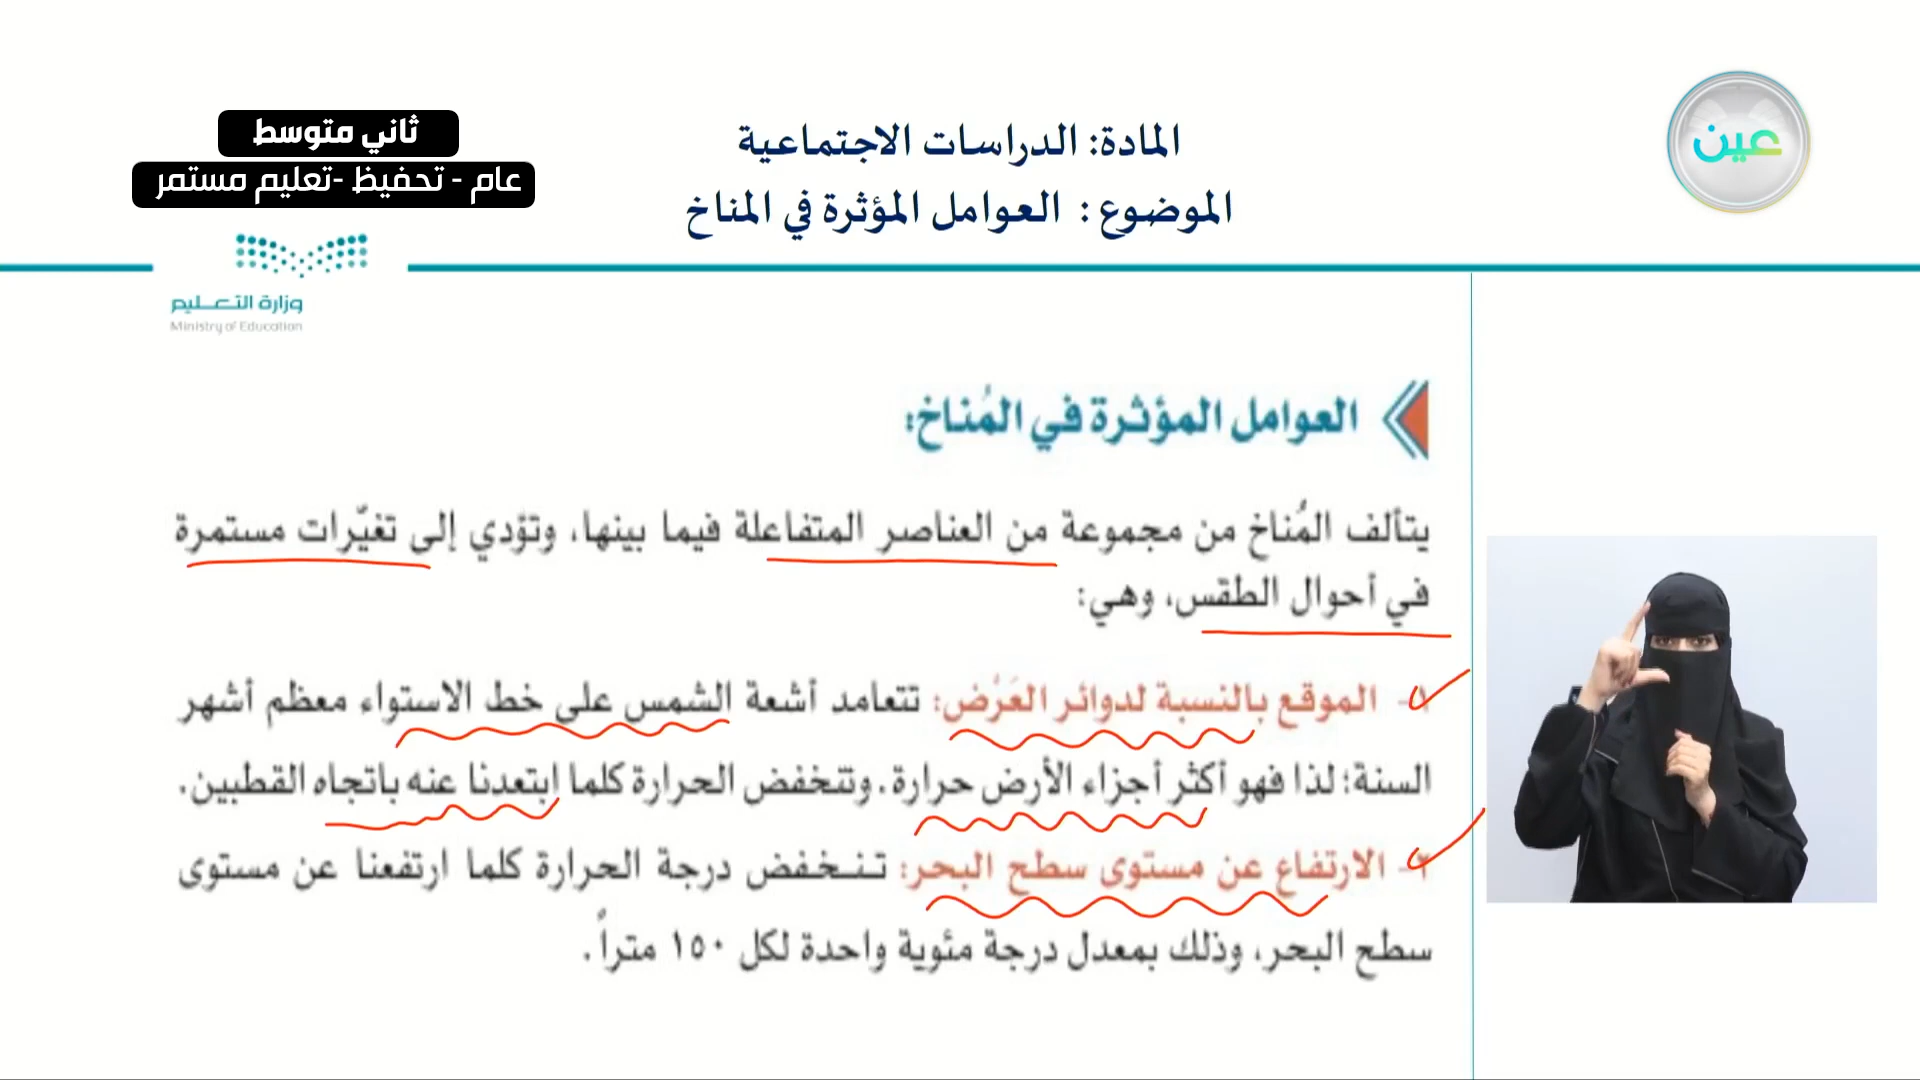 المادة: الدراسات الاجتماعية
الموضوع : العوامل المؤثرة في المناخ
عين
ثاني متوسط
عام - تحفيظ -تعليم مستمر
وزارة التعـــليم
Ministry of Education
العوامل المؤثرة في المُناخ:
يتألف المُناخ من مجموعة من العناصر المتفاعلة فيما بينها، وتؤدي إلى تغيّرات مستمرة
في أحوال الطقس، وهي:
١- الموقع بالنسبة لدوائر العَرْض: تتعامد أشعة الشمس على خط الاستواء معظم أشهر
السنة؛ لذا فهو أكثر أجزاء الأرض حرارة. وتنخفض الحرارة كلما ابتعدنا عنه باتجاه القطبين.
٢- الارتفاع عن مستوى سطح البحر: تـنـخـفض درجة الحرارة كلما ارتفعنا عن مستوى
سطح البحر، وذلك بمعدل درجة مئوية واحدة لكل ١٥٠ متراً.